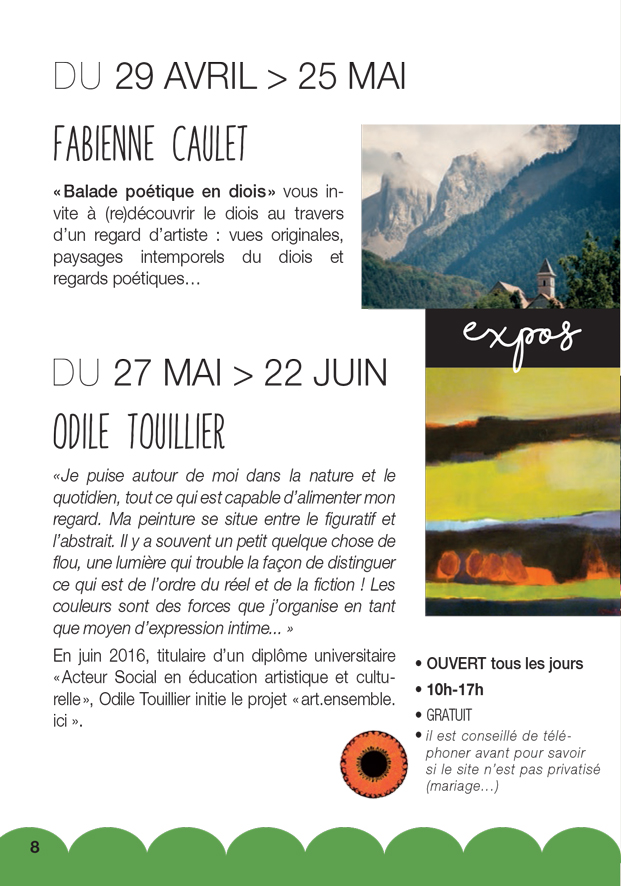 DU 29 AVRIL > 25 MAI
FABIENNE CAULET
«Balade poétique en diois» vous in-
vite à (re)découvrir le diois au travers
d'un regard d'artiste : vues originales,
paysages intemporels du diois et
regards poétiques…
expos
DU 27 MAI > 22 JUIN
ODILE TOUILLIER
«Je puise autour de moi dans la nature et le
quotidien, tout ce qui est capable d'alimenter mon
regard. Ma peinture se situe entre le figuratif et
l'abstrait. Il y a souvent un petit quelque chose de
flou, une lumière qui trouble la façon de distinguer
ce qui est de l'ordre du réel et de la fiction ! Les
couleurs sont des forces que j'organise en tant
que moyen d'expression intime... »
En juin 2016, titulaire d'un diplôme universitaire
«Acteur Social en éducation artistique et cultu-
relle», Odile Touillier initie le projet «art.ensemble.
ici ».
• OUVERT tous les jours
• 10h-17h
• GRATUIT
• il est conseillé de télé-
phoner avant pour savoir
si le site n'est pas privatisé
(mariage…)
8